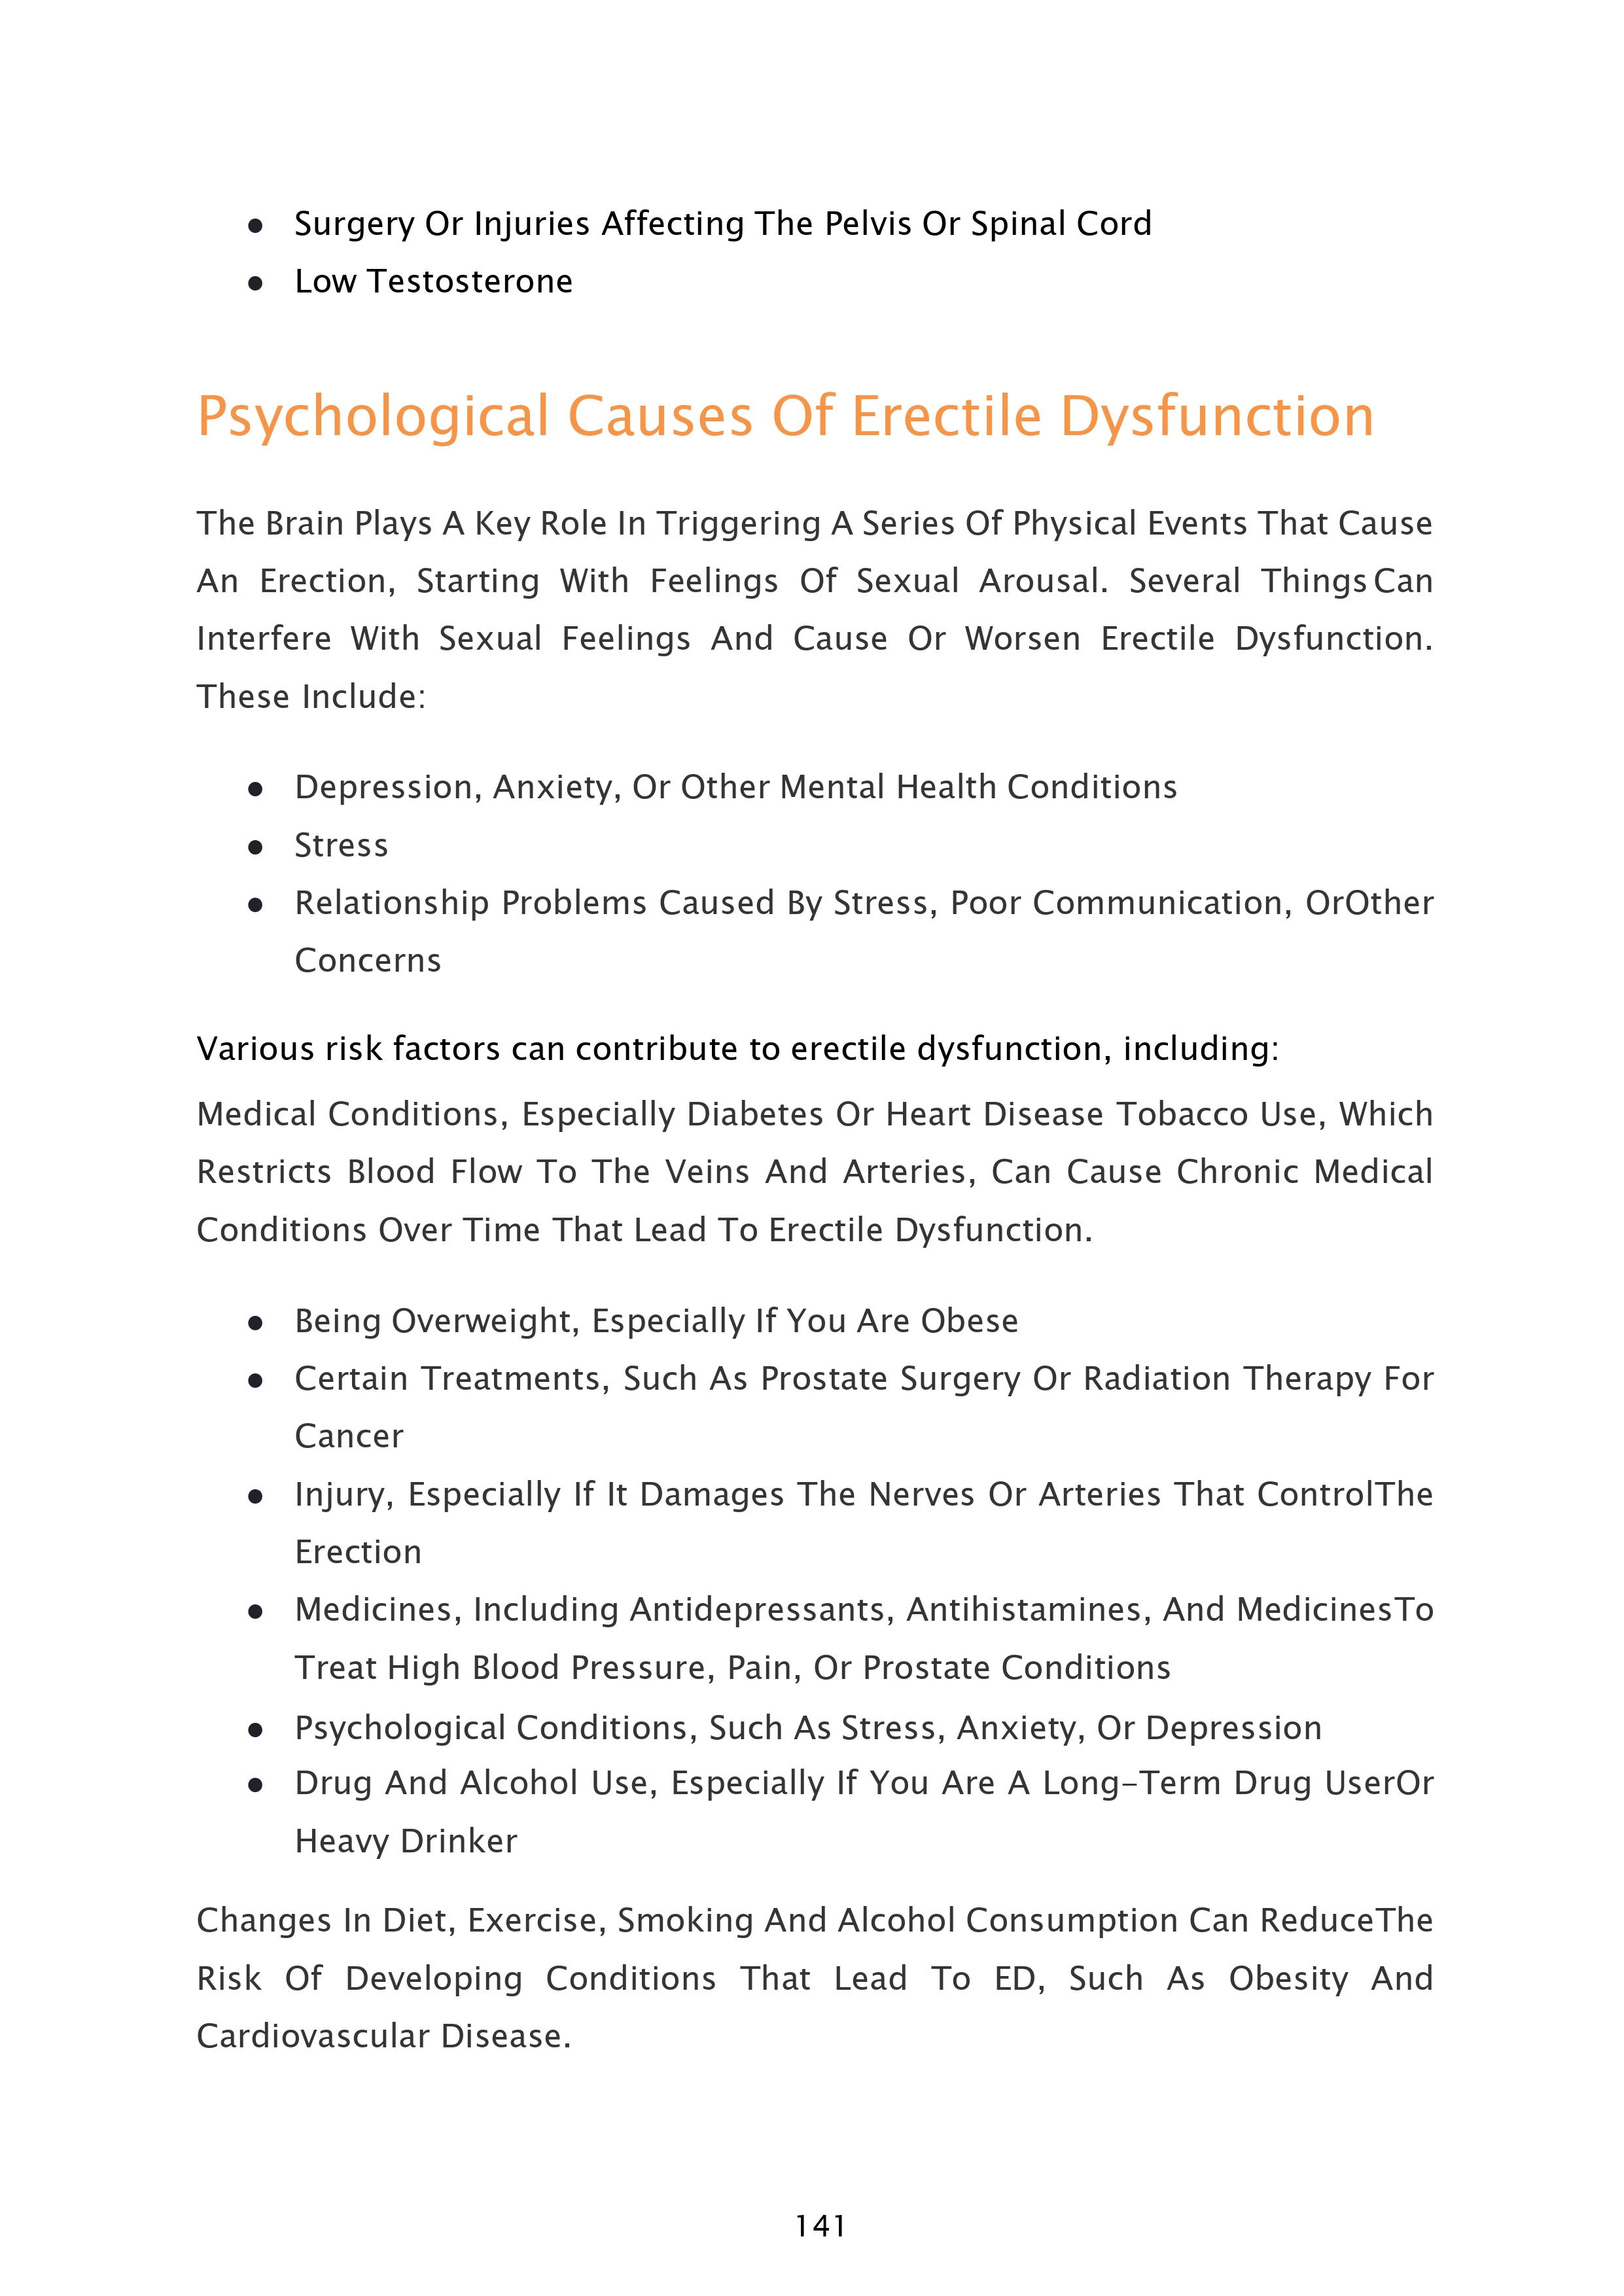 ● Surgery Or Injuries Affecting The Pelvis Or Spinal Cord
● Low Testosterone
Psychological Causes Of Erectile Dysfunction
The Brain Plays A Key Role In Triggering A Series Of Physical Events That Cause
An Erection, Starting With Feelings Of Sexual Arousal. Several Things Can
Interfere With Sexual Feelings And Cause Or Worsen Erectile Dysfunction.
These Include:
● Depression, Anxiety, Or Other Mental Health Conditions
● Stress
● Relationship Problems Caused By Stress, Poor Communication, OrOther
Concerns
Various risk factors can contribute to erectile dysfunction, including:
Medical Conditions, Especially Diabetes Or Heart Disease Tobacco Use, Which
Restricts Blood Flow To The Veins And Arteries, Can Cause Chronic Medical
Conditions Over Time That Lead To Erectile Dysfunction.
● Being Overweight, Especially If You Are Obese
● Certain Treatments, Such As Prostate Surgery Or Radiation Therapy For
Cancer
● Injury, Especially If It Damages The Nerves Or Arteries That ControlThe
Erection
● Medicines, Including Antidepressants, Antihistamines, And MedicinesTo
Treat High Blood Pressure, Pain, Or Prostate Conditions
● Psychological Conditions, Such As Stress, Anxiety, Or Depression
● Drug And Alcohol Use, Especially If You Are A Long-Term Drug UserOr
Heavy Drinker
Changes In Diet, Exercise, Smoking And Alcohol Consumption Can ReduceThe
Risk Of Developing Conditions That Lead To ED, Such As Obesity And
Cardiovascular Disease.
141